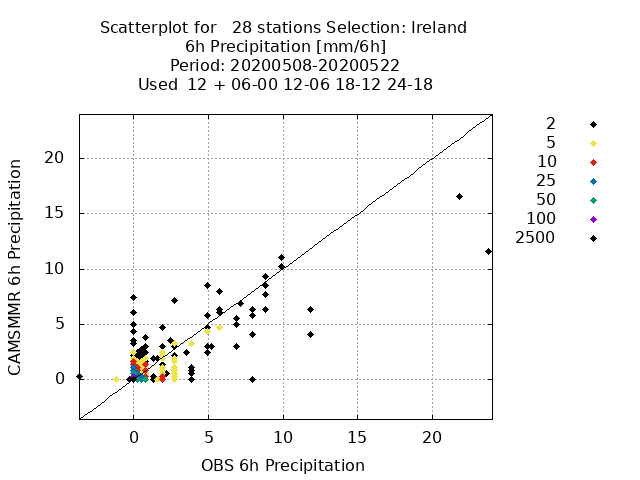 Scatterplot for   28 stations Selection: Ireland
6h Precipitation [mm/6h]
Period: 20200508-20200522
Used  12 + 06-00 12-06 18-12 24-18
2
5
10
25
50
100
2500
CAMSMMR 6h Precipitation
20
15
10
5
0
0 5 10 15 20
OBS 6h Precipitation